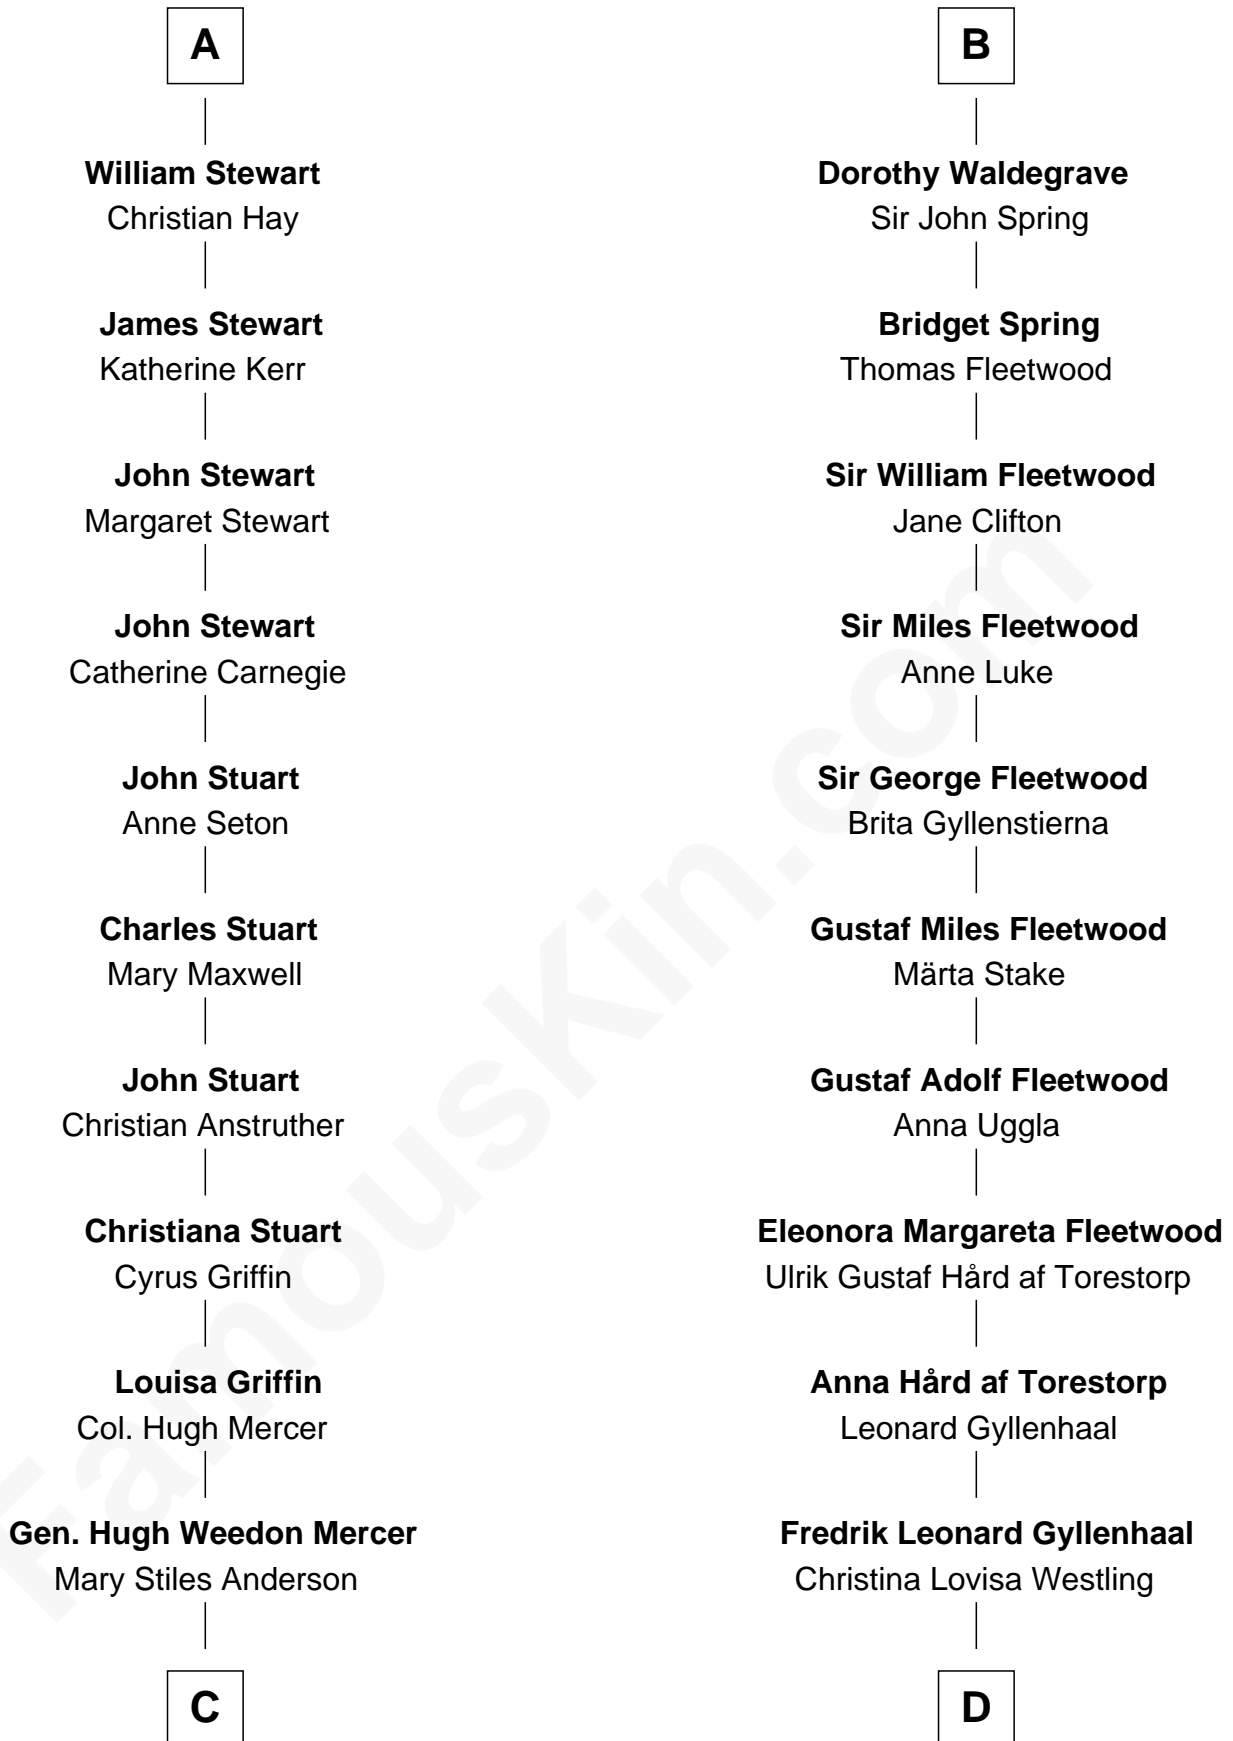 A
William Stewart
Christian Hay
James Stewart
Katherine Kerr
John Stewart
Margaret Stewart
John Stewart
Catherine Carnegie
John Stuart
Anne Seton
Charles Stuart
Mary Maxwell
John Stuart
Christian Anstruther
Christiana Stuart
Cyrus Griffin
Louisa Griffin
Col. Hugh Mercer
Gen. Hugh Weedon Mercer
Mary Stiles Anderson
C
B
Dorothy Waldegrave
Sir John Spring
Bridget Spring
Thomas Fleetwood
Sir William Fleetwood
Jane Clifton
Sir Miles Fleetwood
Anne Luke
Sir George Fleetwood
Brita Gyllenstierna
Gustaf Miles Fleetwood
Märta Stake
Gustaf Adolf Fleetwood
Anna Uggla
Eleonora Margareta Fleetwood
Ulrik Gustaf Hård af Torestorp
Anna Hård af Torestorp
Leonard Gyllenhaal
Fredrik Leonard Gyllenhaal
Christina Lovisa Westling
D
FamousKin.com